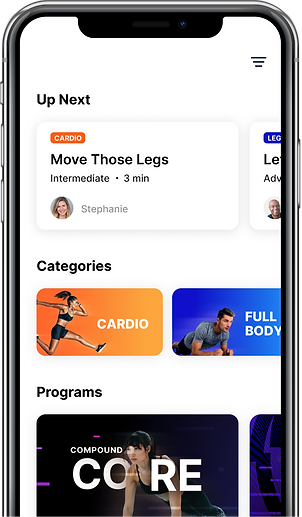 Up Next
CARDIO
LEG
Move Those Legs
Le
Intermediate • 3 min
Adv
Stephanie
Categories
CARDIO
FULL
BODY
Programs
COMPOUND
CORE